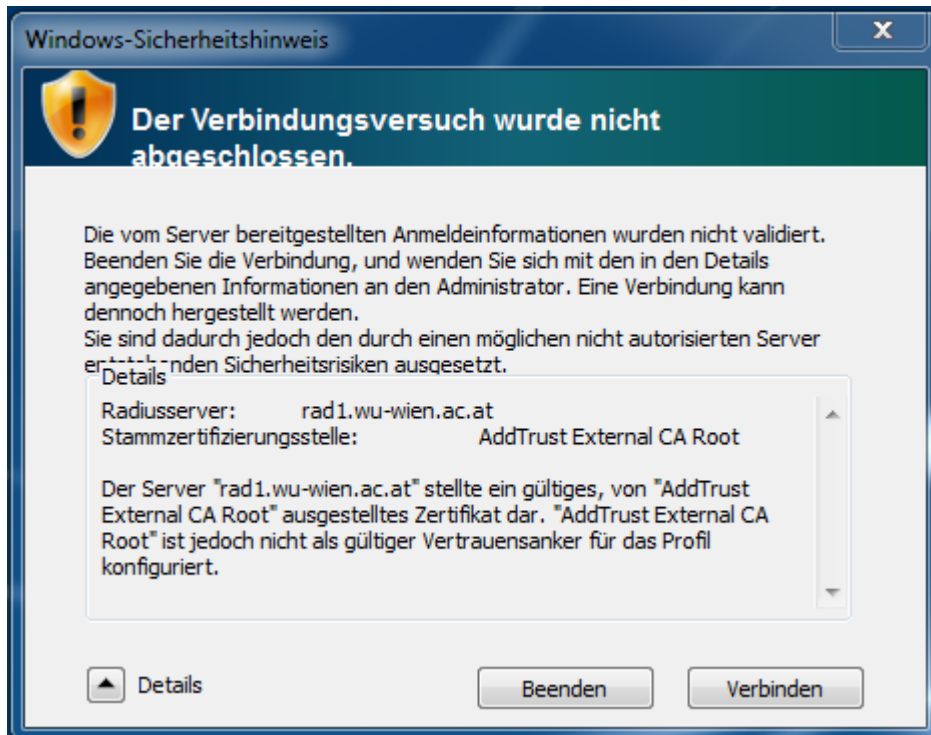 Windows-Sicherheitshinweis
Der Verbindungsversuch wurde nicht
abgeschlossen.
Die vom Server bereitgestellten Anmeldeinformationen wurden nicht validiert.
Beenden Sie die Verbindung, und wenden Sie sich mit den in den Details
angegebenen Informationen an den Administrator. Eine Verbindung kann
dennoch hergestellt werden.
Sie sind dadurch jedoch den durch einen möglichen nicht autorisierten Server
entstehenden Sicherheitsrisiken ausgesetzt.
Details
Radiusserver: rad1.wu-wien.ac.at
Stammzertifizierungsstelle: AddTrust External CA Root
Der Server "rad1.wu-wien.ac.at" stellte ein gültiges, von "AddTrust
External CA Root" ausgestelltes Zertifikat dar. "AddTrust External CA
Root" ist jedoch nicht als gültiger Vertrauensanker für das Profil
konfiguriert.
Details
Beenden
Verbinden